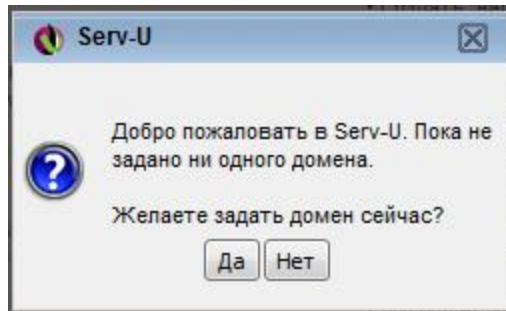 Serv-U
Добро пожаловать в Serv-U. Пока не
задано ни одного домена.
Желаете задать домен сейчас?
Да Нет